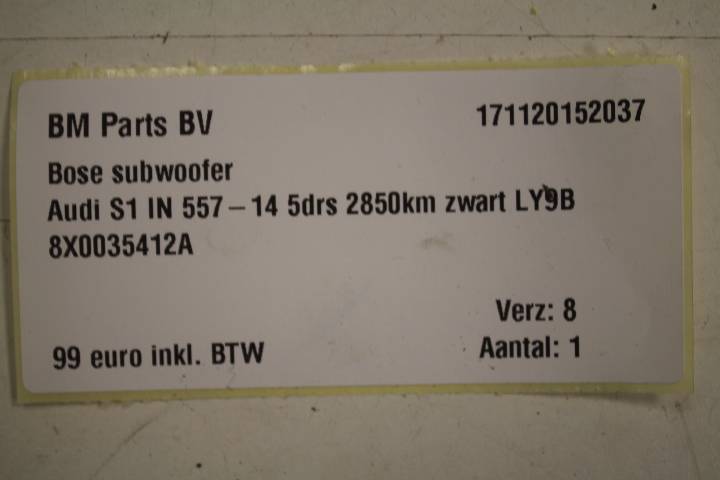 BM Parts BV 171120152037
Bose subwoofer
Audi S1 IN 557-14 5drs 2850km zwart LY9B
8X0035412A
Verz: 8
99 euro inkl. BTW Aantal: 1